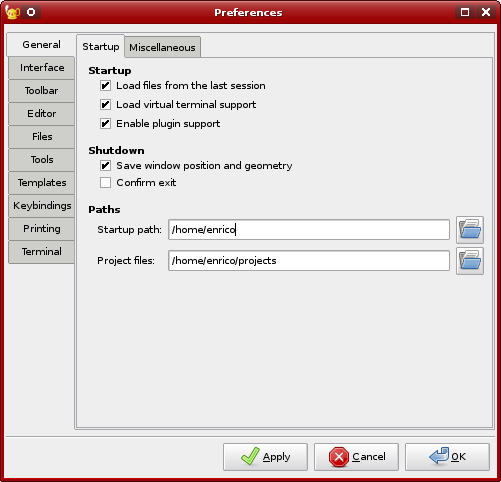 Preferences
General
Interface
Toolbar
Editor
Files
Tools
Templates
Keybindings
Printing
Terminal
Startup Miscellaneous
Startup
Load files from the last session
Load virtual terminal support
Enable plugin support
Shutdown
Save window position and geometry
Confirm exit
Paths
Startup path: /home/enrico
Project files: /home/enrico/projects
Apply Cancel OK